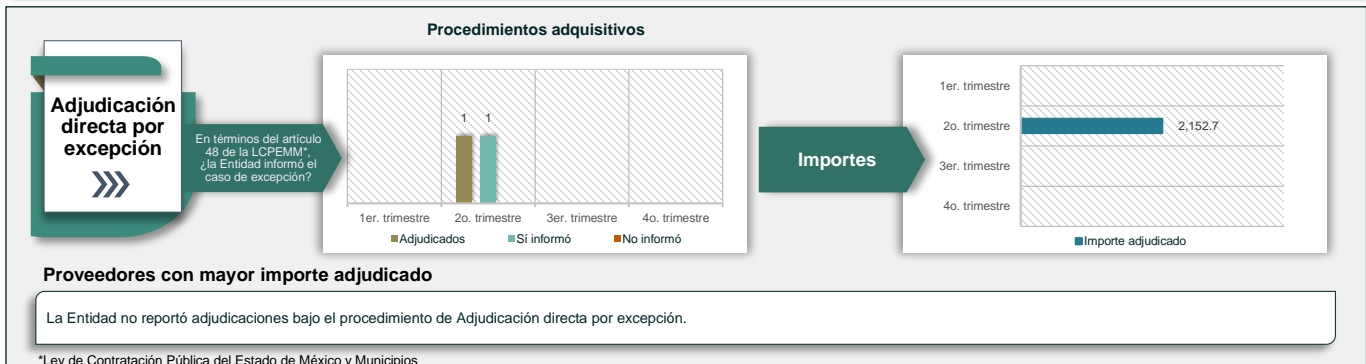 Procedimientos adquisitivos
Adjudicación
directa por
excepción
En términos del artículo
48 de la LCPEMM*,
¿la Entidad informó el
caso de excepción?
1 1
1er. trimestre 2o. trimestre 3er. trimestre 4o. trimestre
Adjudicados Sí informó No informó
Importes
1er. trimestre
2o. trimestre 2,152.7
3er. trimestre
4o. trimestre
Importe adjudicado
Proveedores con mayor importe adjudicado
La Entidad no reportó adjudicaciones bajo el procedimiento de Adjudicación directa por excepción.
*Ley de Contratación Pública del Estado de México y Municipios